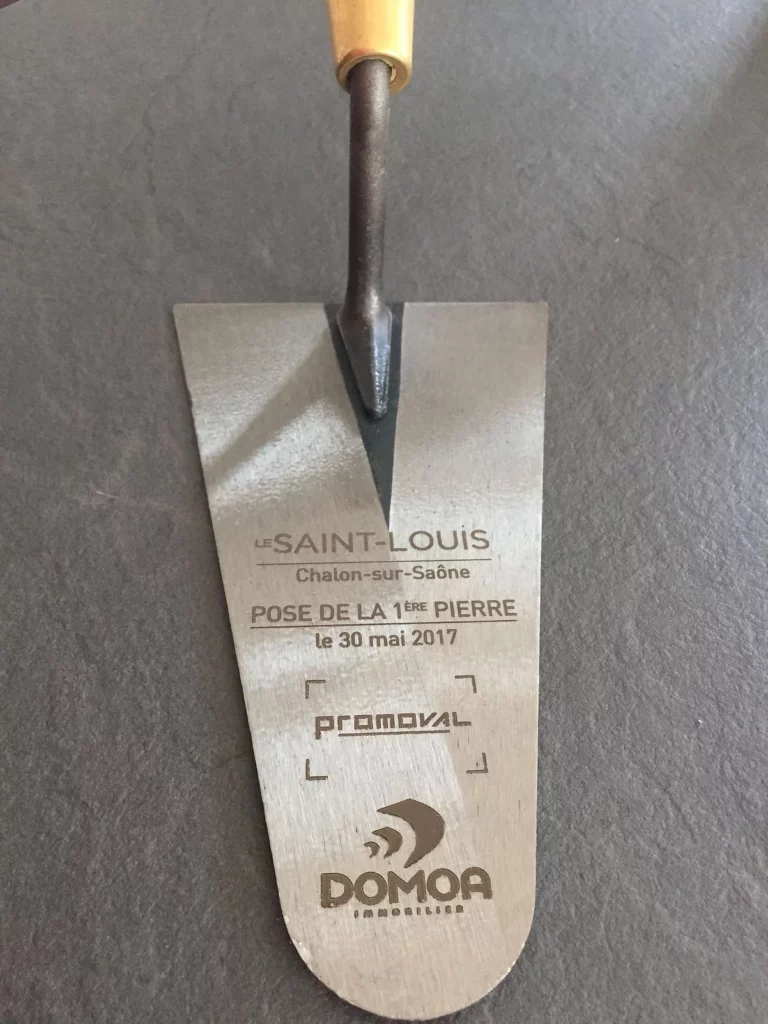 LE SAINT-LOUIS
Chalon-sur-Saône
POSE DE LA 1ÈRE PIERRE
le 30 mai 2017
promoval
DOMOA
IMMOBILIER